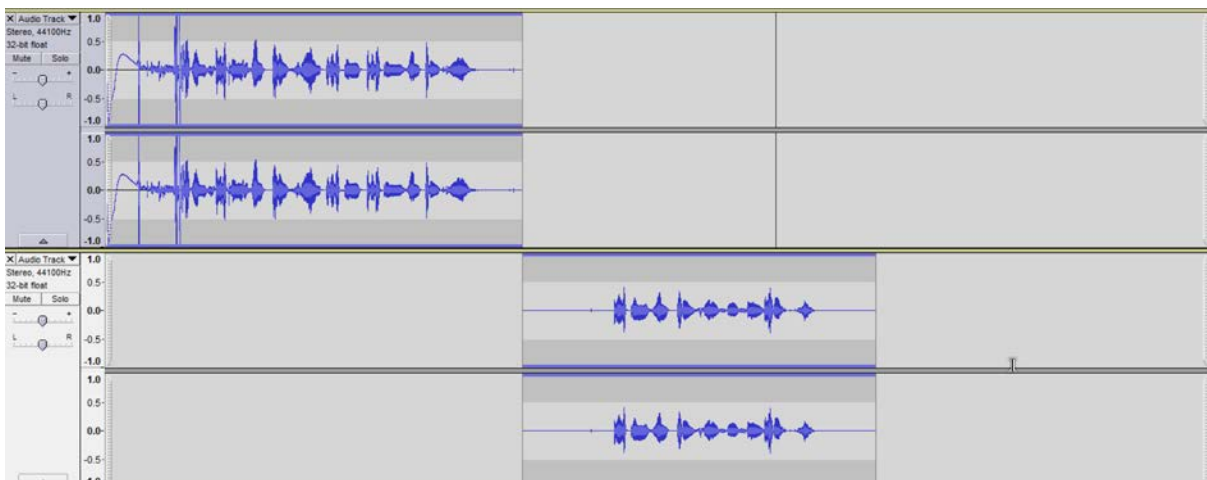 X Audio Track ▼ 1.0
Stereo, 44100Hz
32-bit float
0.5-
Mute Solo
- +
0.0-
L R
-0.5-
-1.0
1.0
0.5-
0.0-
-0.5-
-1.0
X Audio Track ▼ 1.0
Stereo, 44100Hz
32-bit float
0.5-
Mute Solo
- +
0.0-
L R
-0.5-
-1.0
1.0
0.5-
0.0-
-0.5-